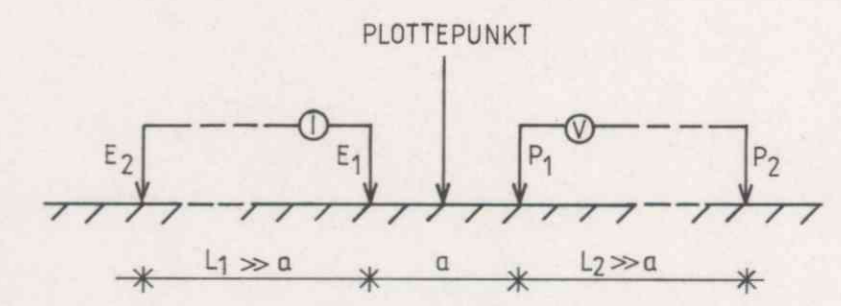 PLOTTEPUNKT
I V
E2 E1 P1 P2
L1 >> a a L2 >> a